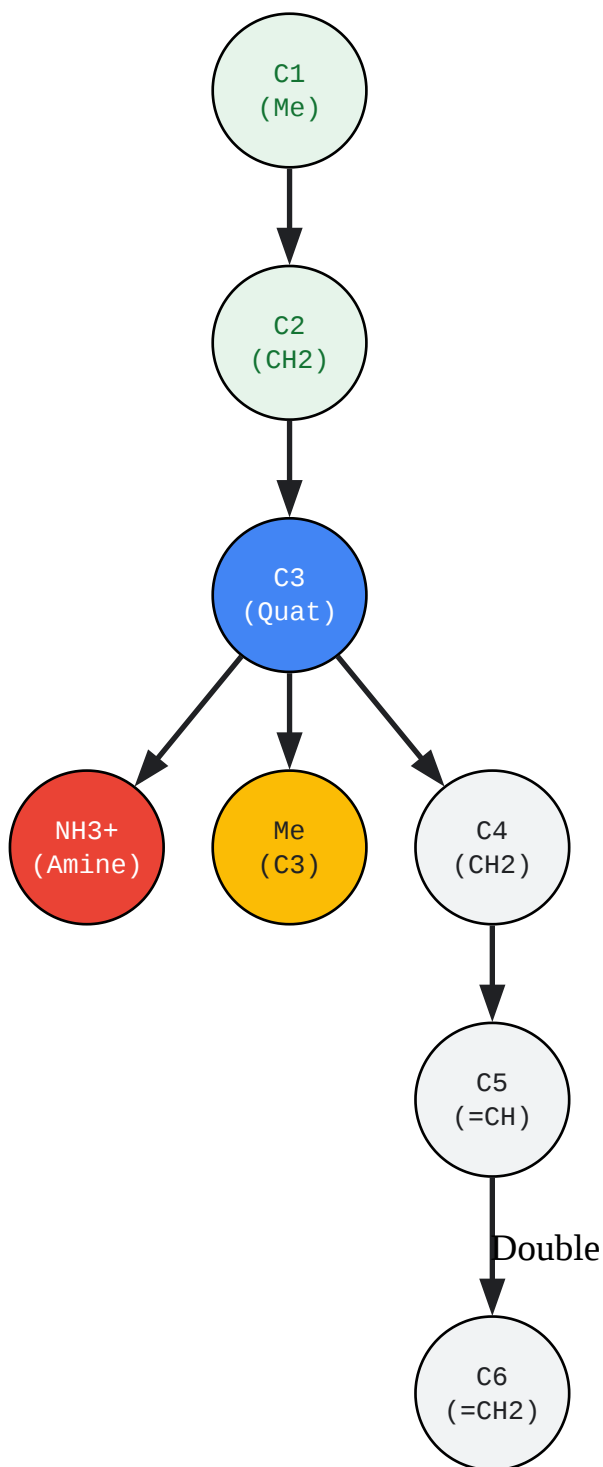 C1
(Me)
C2
(CH2)
C3
(Quat)
NH3+
(Amine)
Me
(C3)
C4
(CH2)
C5
(=CH)
Double
C6
(=CH2)